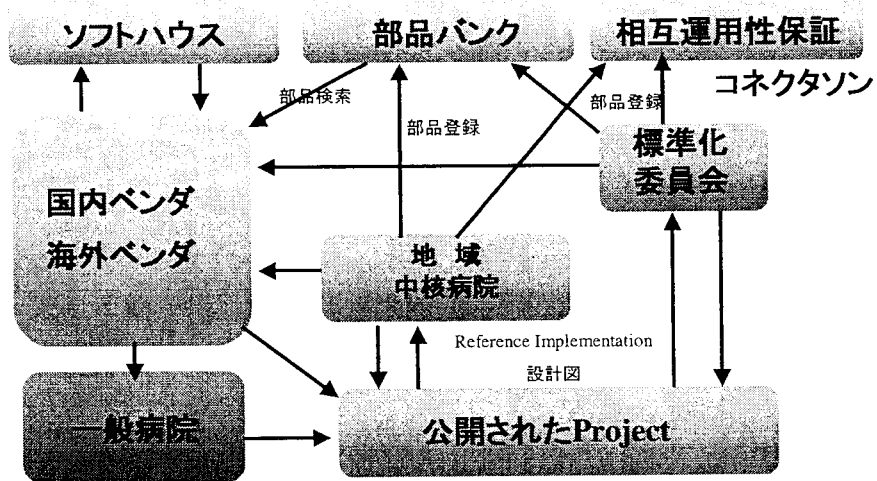 ソフトハウス
部品バンク
相互運用性保証
コネクタソン
部品検索
部品登録
部品登録
標準化
委員会
国内ベンダ
海外ベンダ
地 域
中核病院
Reference Implementation
設計図
一般病院
公開されたProject